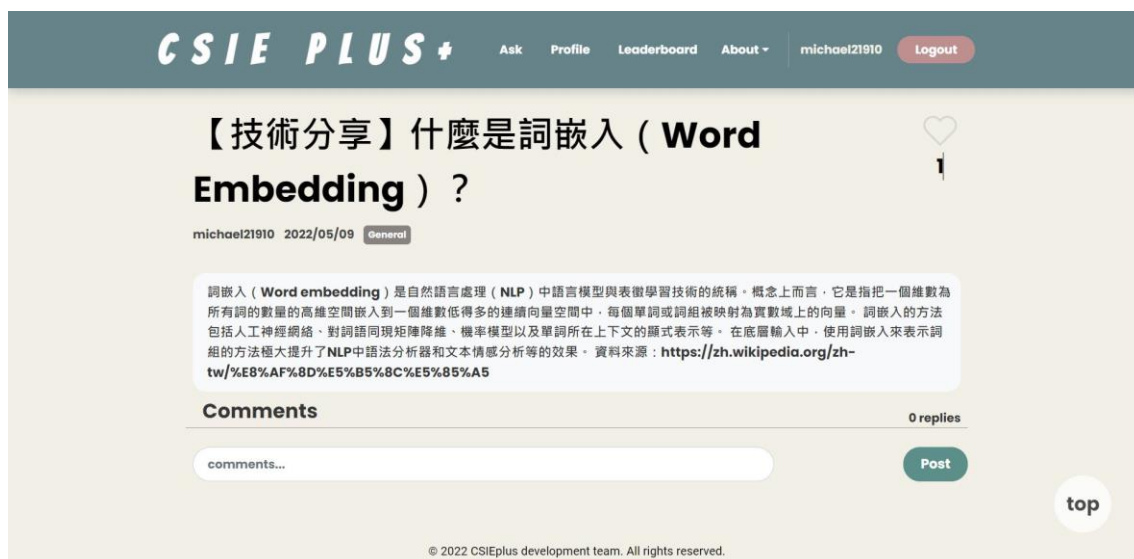 CSIE PLUS+ Ask Profile Leaderboard About michael21910 Logout
【技術分享】什麼是詞嵌入（Word
Embedding）？
1
michael21910 2022/05/09 General
詞嵌入（Word embedding）是自然語言處理（NLP）中語言模型與表徵學習技術的統稱。概念上而言，它是指把一個維數為
所有詞的數量的高維空間嵌入到一個維數低得多的連續向量空間中，每個單詞或詞組被映射為實數域上的向量。 詞嵌入的方法
包括人工神經網絡、對詞語同現矩陣降維、機率模型以及單詞所在上下文的顯式表示等。 在底層輸入中，使用詞嵌入來表示詞
組的方法極大提升了NLP中語法分析器和文本情感分析等的效果。 資料來源：https://zh.wikipedia.org/zh-
tw/%E8%AF%8D%E5%B5%8C%E5%85%A5
Comments 0 replies
comments... Post
top
© 2022 CSIEplus development team. All rights reserved.